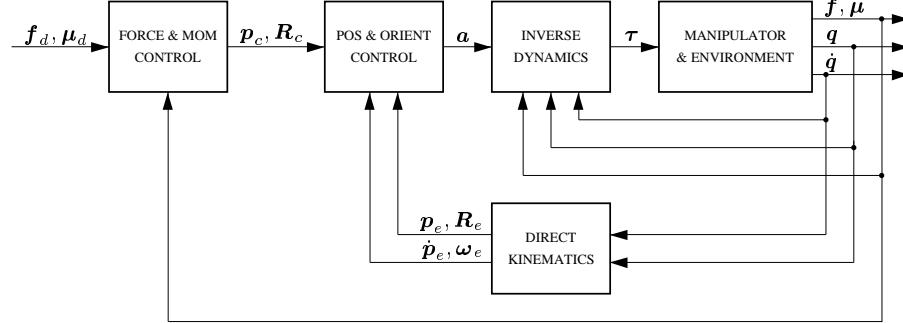 f, μ
f_d, μ_d
FORCE & MOM
CONTROL
p_c, R_c
POS & ORIENT
CONTROL
a
INVERSE
DYNAMICS
τ
MANIPULATOR
& ENVIRONMENT
q
q̇
p_e, R_e
ṗ_e, ω_e
DIRECT
KINEMATICS